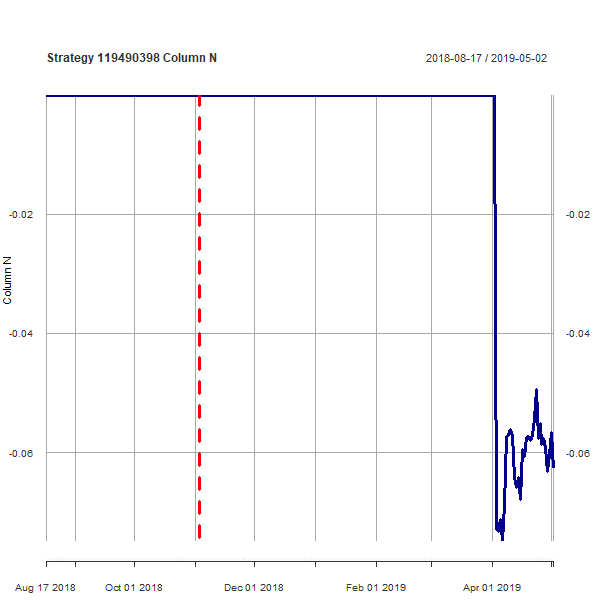 Strategy 119490398 Column N
2018-08-17 / 2019-05-02
-0.02
-0.02
Column N
-0.04
-0.04
-0.06
-0.06
Aug 17 2018
Oct 01 2018
Dec 01 2018
Feb 01 2019
Apr 01 2019